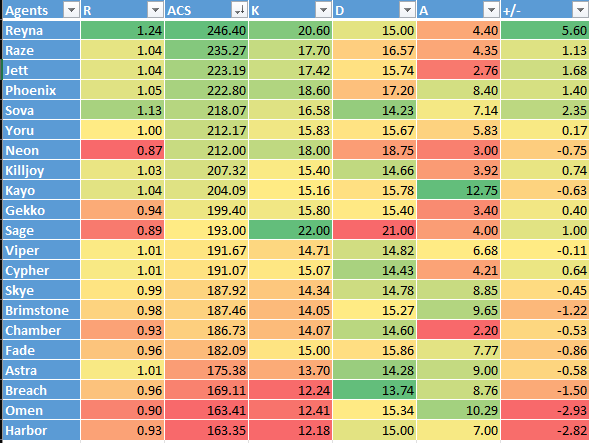 Agents R ACS K D A +/-
Reyna 1.24 246.40 20.60 15.00 4.40 5.60
Raze 1.04 235.27 17.70 16.57 4.35 1.13
Jett 1.04 223.19 17.42 15.74 2.76 1.68
Phoenix 1.05 222.80 18.60 17.20 8.40 1.40
Sova 1.13 218.07 16.58 14.23 7.14 2.35
Yoru 1.00 212.17 15.83 15.67 5.83 0.17
Neon 0.87 212.00 18.00 18.75 3.00 -0.75
Killjoy 1.03 207.32 15.40 14.66 3.92 0.74
Kayo 1.04 204.09 15.16 15.78 12.75 -0.63
Gekko 0.94 199.40 15.80 15.40 3.40 0.40
Sage 0.89 193.00 22.00 21.00 4.00 1.00
Viper 1.01 191.67 14.71 14.82 6.68 -0.11
Cypher 1.01 191.07 15.07 14.43 4.21 0.64
Skye 0.99 187.92 14.34 14.78 8.85 -0.45
Brimstone 0.98 187.46 14.05 15.27 9.65 -1.22
Chamber 0.93 186.73 14.07 14.60 2.20 -0.53
Fade 0.96 182.09 15.00 15.86 7.77 -0.86
Astra 1.01 175.38 13.70 14.28 9.00 -0.58
Breach 0.96 169.11 12.24 13.74 8.76 -1.50
Omen 0.90 163.41 12.41 15.34 10.29 -2.93
Harbor 0.93 163.35 12.18 15.00 7.00 -2.82